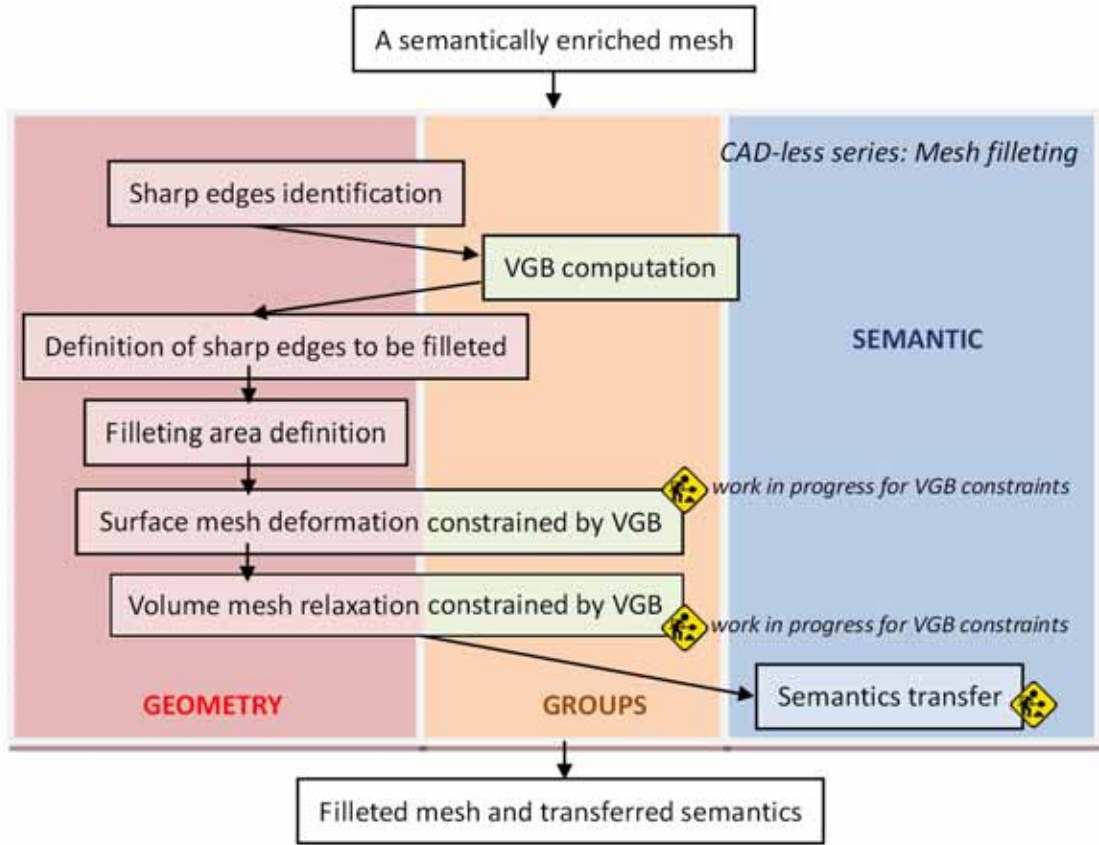 A semantically enriched mesh
CAD-less series: Mesh filleting
Sharp edges identification
VGB computation
Definition of sharp edges to be filleted
SEMANTIC
Filleting area definition
work in progress for VGB constraints
Surface mesh deformation constrained by VGB
Volume mesh relaxation constrained by VGB
work in progress for VGB constraints
Semantics transfer
GEOMETRY
GROUPS
Filleted mesh and transferred semantics